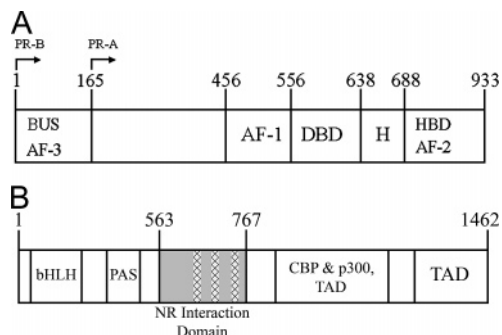 A
PR-B PR-A
1 165 456 556 638 688 933
BUS AF-1 DBD H HBD
AF-3 AF-2
B
1 563 767 1462
bHLH PAS CBP & p300, TAD
TAD
NR Interaction
Domain